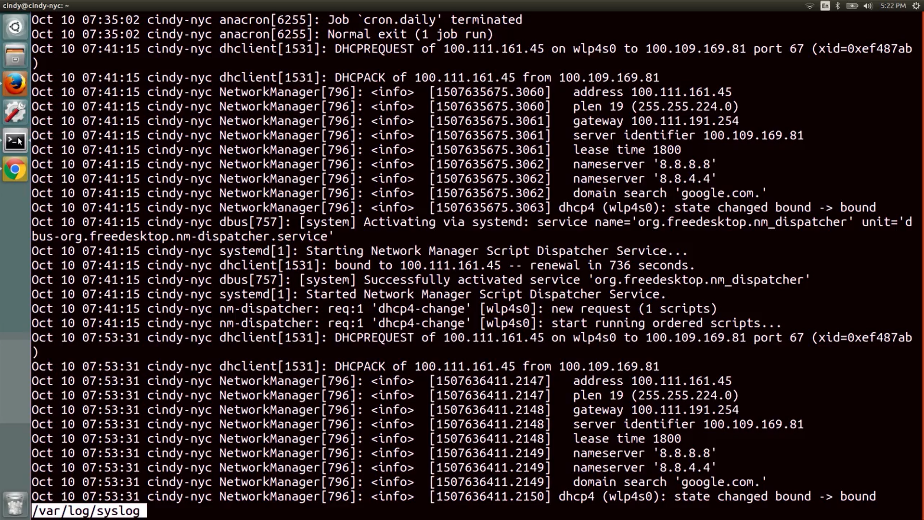 cindy@cindy-nyc: ~
En
5:22 PM
Oct 10 07:35:02 cindy-nyc anacron[6255]: Job `cron.daily' terminated
Oct 10 07:35:02 cindy-nyc anacron[6255]: Normal exit (1 job run)
Oct 10 07:41:15 cindy-nyc dhclient[1531]: DHCPREQUEST of 100.111.161.45 on wlp4s0 to 100.109.169.81 port 67 (xid=0xef487ab
)
Oct 10 07:41:15 cindy-nyc dhclient[1531]: DHCPACK of 100.111.161.45 from 100.109.169.81
Oct 10 07:41:15 cindy-nyc NetworkManager[796]: <info>  [1507635675.3060]   address 100.111.161.45
Oct 10 07:41:15 cindy-nyc NetworkManager[796]: <info>  [1507635675.3060]   plen 19 (255.255.224.0)
Oct 10 07:41:15 cindy-nyc NetworkManager[796]: <info>  [1507635675.3061]   gateway 100.111.191.254
Oct 10 07:41:15 cindy-nyc NetworkManager[796]: <info>  [1507635675.3061]   server identifier 100.109.169.81
Oct 10 07:41:15 cindy-nyc NetworkManager[796]: <info>  [1507635675.3061]   lease time 1800
Oct 10 07:41:15 cindy-nyc NetworkManager[796]: <info>  [1507635675.3062]   nameserver '8.8.8.8'
Oct 10 07:41:15 cindy-nyc NetworkManager[796]: <info>  [1507635675.3062]   nameserver '8.8.4.4'
Oct 10 07:41:15 cindy-nyc NetworkManager[796]: <info>  [1507635675.3062]   domain search 'google.com.'
Oct 10 07:41:15 cindy-nyc NetworkManager[796]: <info>  [1507635675.3063] dhcp4 (wlp4s0): state changed bound -> bound
Oct 10 07:41:15 cindy-nyc dbus[757]: [system] Activating via systemd: service name='org.freedesktop.nm_dispatcher' unit='d
bus-org.freedesktop.nm-dispatcher.service'
Oct 10 07:41:15 cindy-nyc systemd[1]: Starting Network Manager Script Dispatcher Service...
Oct 10 07:41:15 cindy-nyc dhclient[1531]: bound to 100.111.161.45 -- renewal in 736 seconds.
Oct 10 07:41:15 cindy-nyc dbus[757]: [system] Successfully activated service 'org.freedesktop.nm_dispatcher'
Oct 10 07:41:15 cindy-nyc systemd[1]: Started Network Manager Script Dispatcher Service.
Oct 10 07:41:15 cindy-nyc nm-dispatcher: req:1 'dhcp4-change' [wlp4s0]: new request (1 scripts)
Oct 10 07:41:15 cindy-nyc nm-dispatcher: req:1 'dhcp4-change' [wlp4s0]: start running ordered scripts...
Oct 10 07:53:31 cindy-nyc dhclient[1531]: DHCPREQUEST of 100.111.161.45 on wlp4s0 to 100.109.169.81 port 67 (xid=0xef487ab
)
Oct 10 07:53:31 cindy-nyc dhclient[1531]: DHCPACK of 100.111.161.45 from 100.109.169.81
Oct 10 07:53:31 cindy-nyc NetworkManager[796]: <info>  [1507636411.2147]   address 100.111.161.45
Oct 10 07:53:31 cindy-nyc NetworkManager[796]: <info>  [1507636411.2147]   plen 19 (255.255.224.0)
Oct 10 07:53:31 cindy-nyc NetworkManager[796]: <info>  [1507636411.2148]   gateway 100.111.191.254
Oct 10 07:53:31 cindy-nyc NetworkManager[796]: <info>  [1507636411.2148]   server identifier 100.109.169.81
Oct 10 07:53:31 cindy-nyc NetworkManager[796]: <info>  [1507636411.2148]   lease time 1800
Oct 10 07:53:31 cindy-nyc NetworkManager[796]: <info>  [1507636411.2149]   nameserver '8.8.8.8'
Oct 10 07:53:31 cindy-nyc NetworkManager[796]: <info>  [1507636411.2149]   nameserver '8.8.4.4'
Oct 10 07:53:31 cindy-nyc NetworkManager[796]: <info>  [1507636411.2149]   domain search 'google.com.'
Oct 10 07:53:31 cindy-nyc NetworkManager[796]: <info>  [1507636411.2150] dhcp4 (wlp4s0): state changed bound -> bound
/var/log/syslog